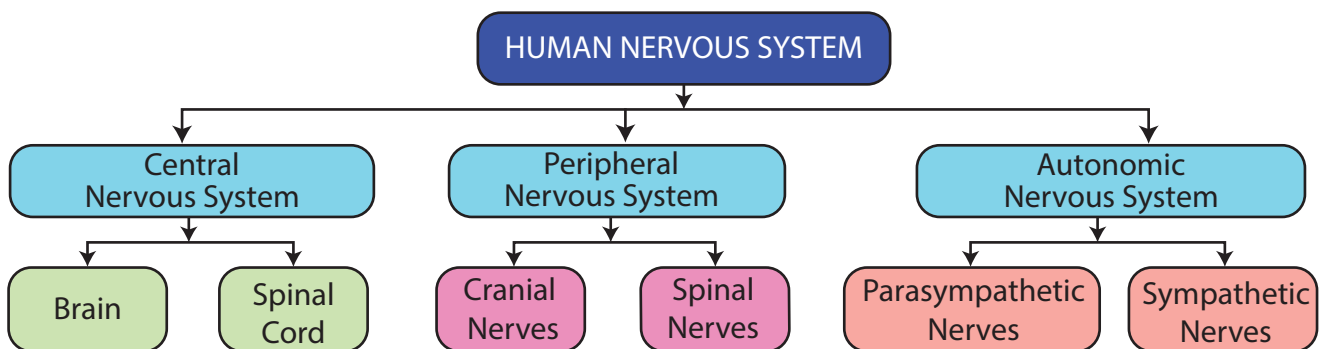 HUMAN NERVOUS SYSTEM
Central
Nervous System
Peripheral
Nervous System
Autonomic
Nervous System
Brain
Spinal
Cord
Cranial
Nerves
Spinal
Nerves
Parasympathetic
Nerves
Sympathetic
Nerves